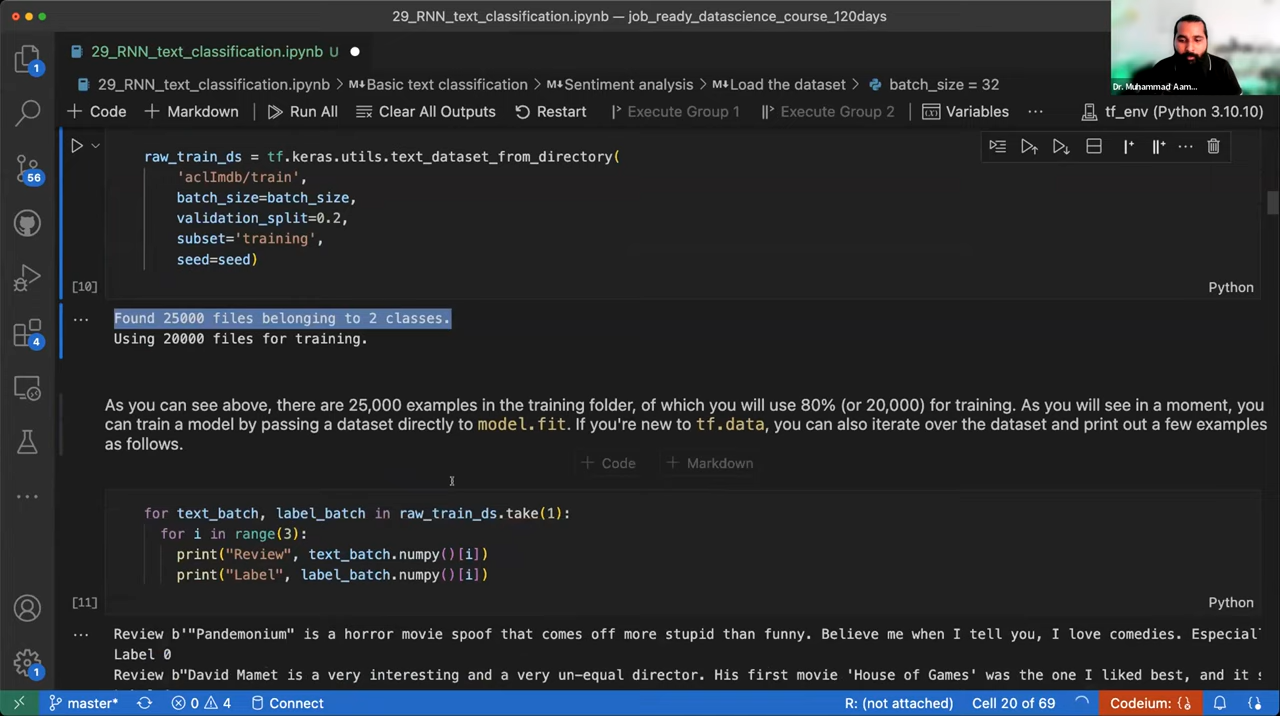 29_RNN_text_classification.ipynb — job_ready_datascience_course_120days
29_RNN_text_classification.ipynb U
29_RNN_text_classification.ipynb > Basic text classification > Sentiment analysis > Load the dataset > batch_size = 32
+ Code + Markdown Run All Clear All Outputs Restart Execute Group 1 Execute Group 2 Variables ... tf_env (Python 3.10.10)
Dr. Muhammad Aam...
raw_train_ds = tf.keras.utils.text_dataset_from_directory(
'aclImdb/train',
batch_size=batch_size,
validation_split=0.2,
subset='training',
seed=seed)
[10]
Python
Found 25000 files belonging to 2 classes.
Using 20000 files for training.
As you can see above, there are 25,000 examples in the training folder, of which you will use 80% (or 20,000) for training. As you will see in a moment, you
can train a model by passing a dataset directly to model.fit. If you're new to tf.data, you can also iterate over the dataset and print out a few examples
as follows.
+ Code + Markdown
for text_batch, label_batch in raw_train_ds.take(1):
for i in range(3):
print("Review", text_batch.numpy()[i])
print("Label", label_batch.numpy()[i])
[11]
Python
Review b'"Pandemonium" is a horror movie spoof that comes off more stupid than funny. Believe me when I tell you, I love comedies. Especial
Label 0
Review b"David Mamet is a very interesting and a very un-equal director. His first movie 'House of Games' was the one I liked best, and it s
1
56
4
1
master* 0 4 Connect R: (not attached) Cell 20 of 69 Codeium: {}